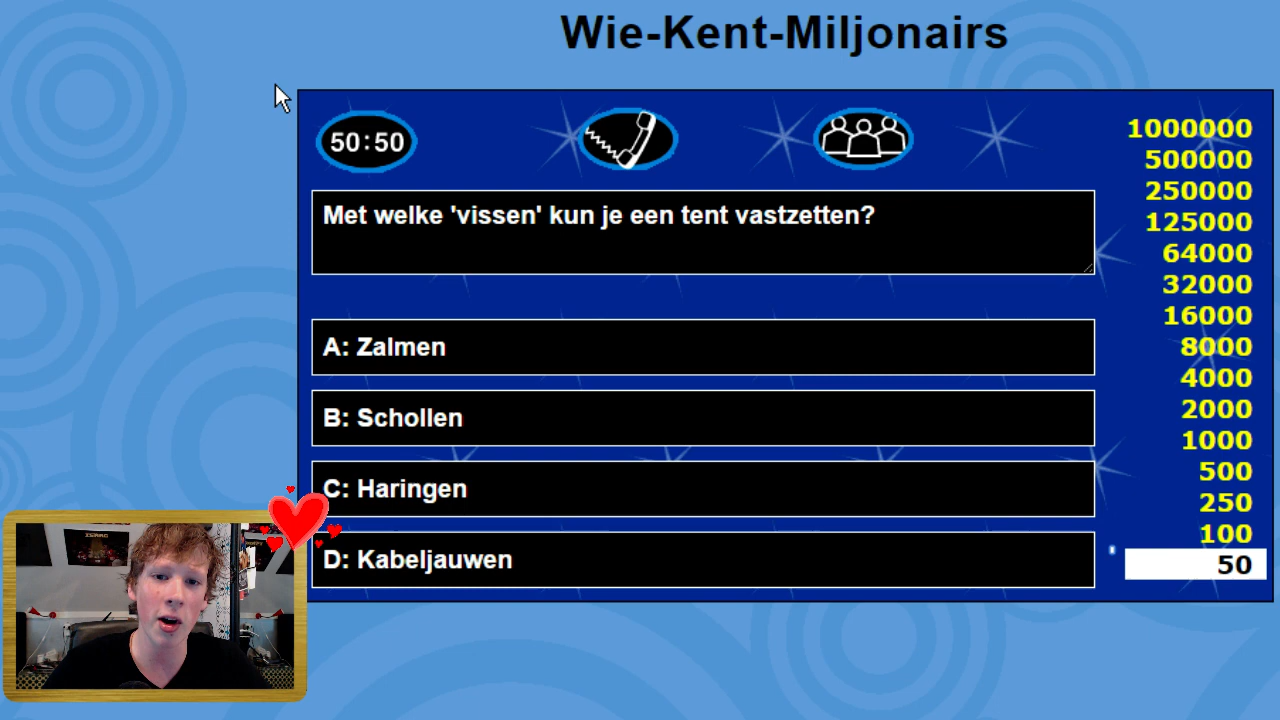 Wie-Kent-Miljonairs
50:50
Met welke 'vissen' kun je een tent vastzetten?
A: Zalmen
B: Schollen
C: Haringen
D: Kabeljauwen
1000000
500000
250000
125000
64000
32000
16000
8000
4000
2000
1000
500
250
100
50